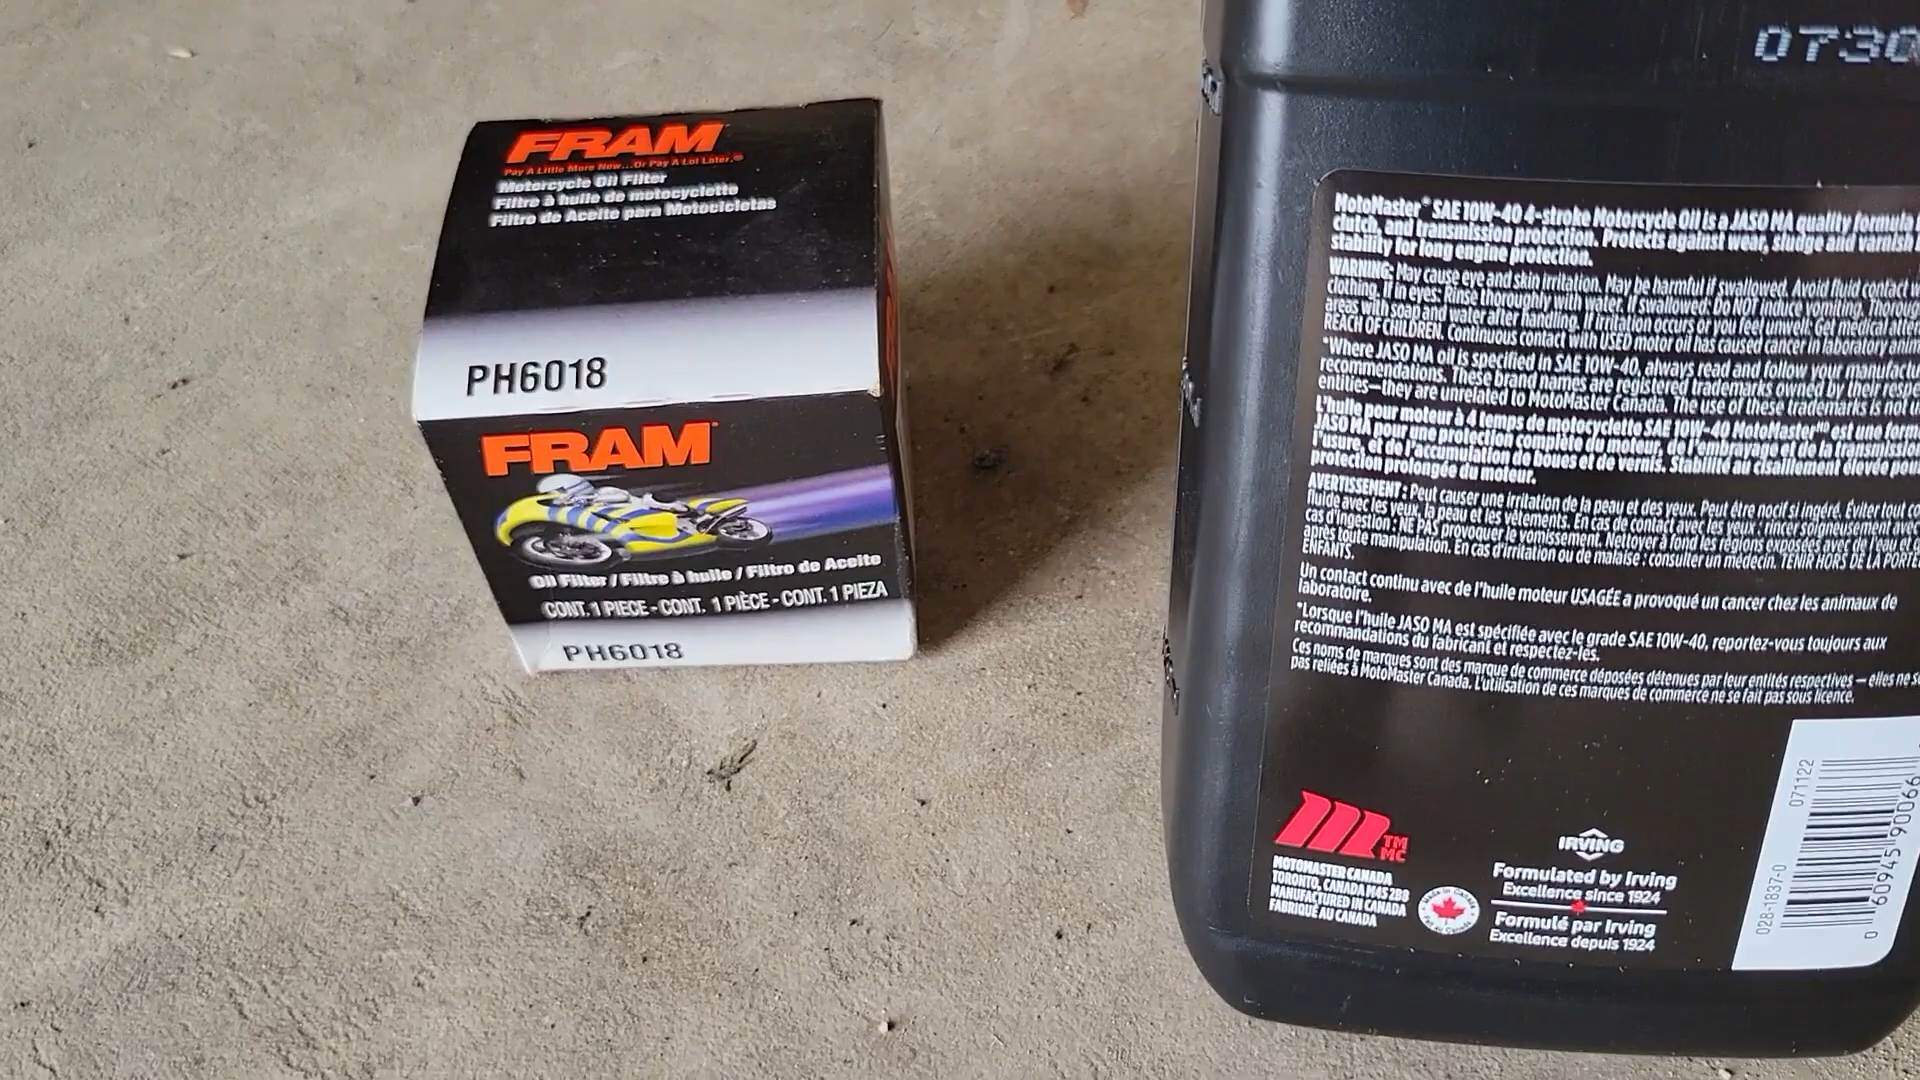 FRAM
Pay A Little More Now...Or Pay A Lot Later.®
Motorcycle Oil Filter
Filtre à huile de motocyclette
Filtro de Aceite para Motocicletas
PH6018
FRAM
Oil Filter / Filtre à huile / Filtro de Aceite
CONT. 1 PIECE - CONT. 1 PIÈCE - CONT. 1 PIEZA
PH6018
0730
MotoMaster® SAE 10W-40 4-stroke Motorcycle Oil is a JASO MA quality formula
clutch, and transmission protection. Protects against wear, sludge and varnish
stability for long engine protection.
WARNING: May cause eye and skin irritation. May be harmful if swallowed. Avoid fluid contact
clothing. If in eyes: Rinse thoroughly with water. If swallowed: Do NOT induce vomiting.
areas with soap and water after handling. If irritation occurs or you feel unwell: Get medical
REACH OF CHILDREN. Continuous contact with USED motor oil has caused cancer in laboratory
*Where JASO MA oil is specified in SAE 10W-40, always read and follow your
recommendations. These brand names are registered trademarks owned by their
entities—they are unrelated to MotoMaster Canada. The use of these trademarks is not
L'huile pour moteur à 4 temps de motocyclette SAE 10W-40 MotoMaster MD est une
JASO MA pour une protection complète du moteur, de l'embrayage et de la
l'usure, et de l'accumulation de boues et de vernis. Stabilité au cisaillement élevée
protection prolongée du moteur.
AVERTISSEMENT : Peut causer une irritation de la peau et des yeux. Peut être nocif si ingéré. Éviter tout
fluide avec les yeux, la peau et les vêtements. En cas de contact avec les yeux : rincer soigneusement
cas d'ingestion : NE PAS provoquer le vomissement. Nettoyer à fond les régions exposées avec de l'eau et
après toute manipulation. En cas d'irritation ou de malaise : consulter un médecin. TENIR HORS DE LA
ENFANTS.
Un contact continu avec de l'huile moteur USAGÉE a provoqué un cancer chez les animaux de
laboratoire.
*Lorsque l'huile JASO MA est spécifiée avec le grade SAE 10W-40, reportez-vous toujours aux
recommandations du fabricant et respectez-les.
Ces noms de marques sont des marque de commerce déposées détenues par leur entités respectives — elles ne
pas reliées à MotoMaster Canada. L'utilisation de ces marques de commerce ne se fait pas sous licence.
TM
MC
MOTOMASTER CANADA
TORONTO, CANADA M4S 2B8
MANUFACTURED IN CANADA
FABRIQUÉ AU CANADA
IRVING
Formulated by Irving
Excellence since 1924
Formulé par Irving
Excellence depuis 1924
028-1837-0
071122
0 60945 90066